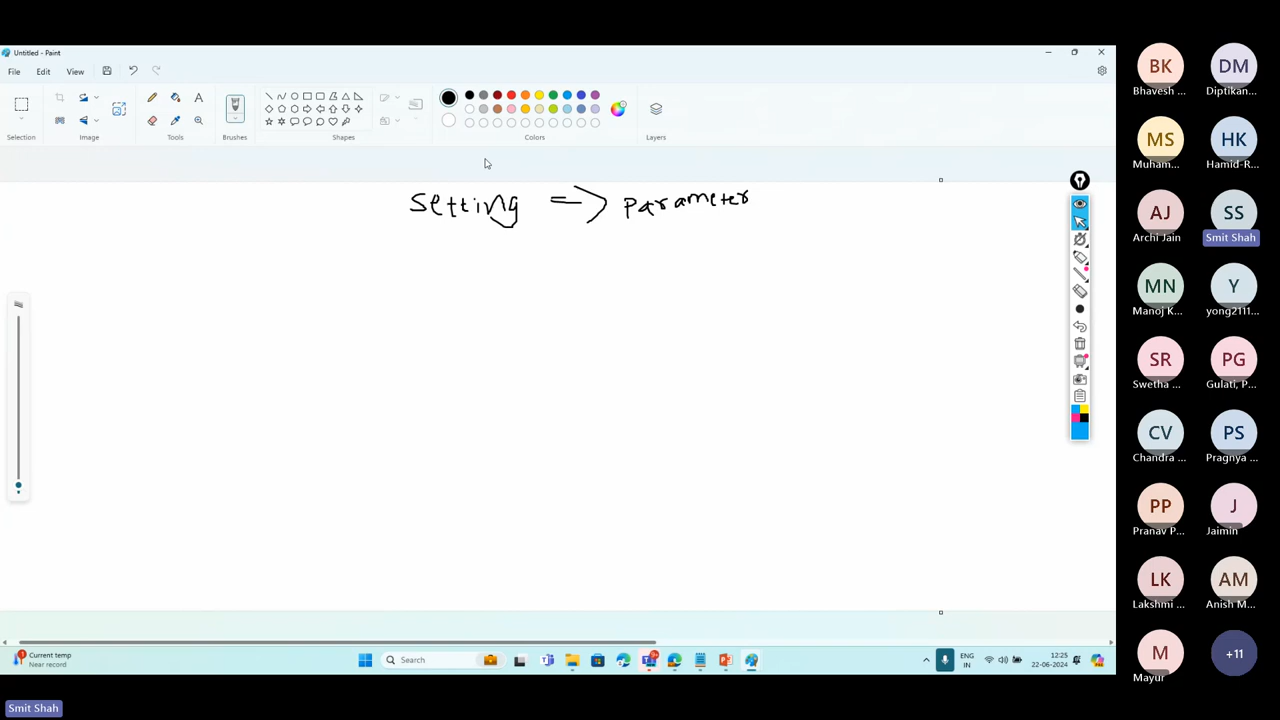 Untitled - Paint
File Edit View
Selection Image Tools Brushes Shapes Colors Layers
Setting => parameter
BK DM
Bhavesh ... Diptikan...
MS HK
Muham... Hamid-R...
AJ SS
Archi Jain Smit Shah
MN Y
Manoj K... yong2111...
SR PG
Swetha ... Gulati, P...
CV PS
Chandra ... Pragnya ...
PP J
Pranav P... Jaimin
LK AM
Lakshmi ... Anish M...
M +11
Mayur
1 Current temp
Near record
Search
ENG
IN
12:25
22-06-2024
Smit Shah